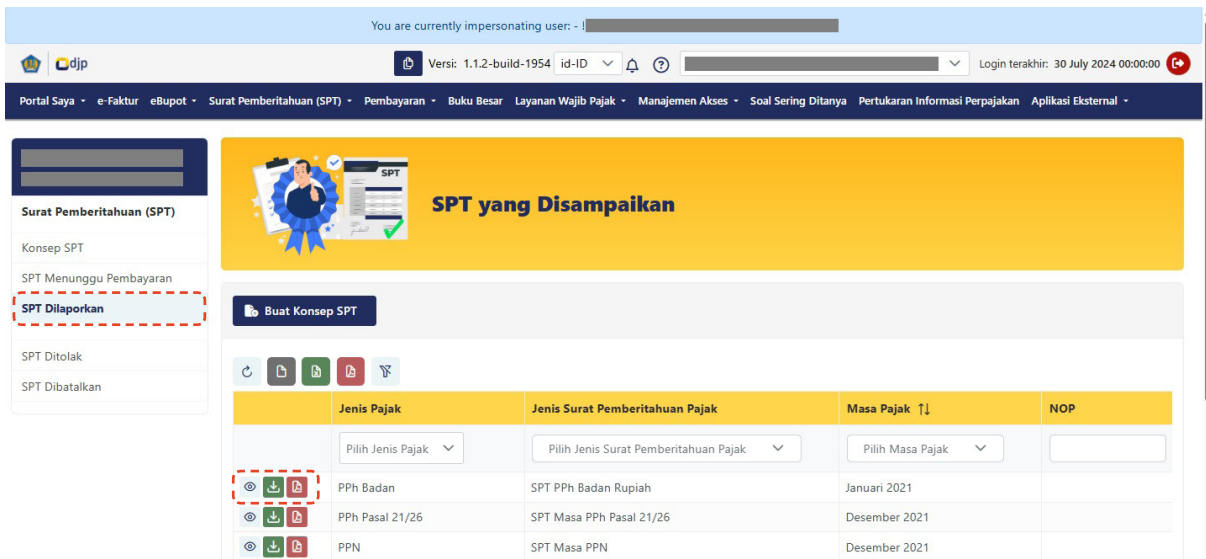 You are currently impersonating user: -
djp
Versi: 1.1.2-build-1954 id-ID Login terakhir: 30 July 2024 00:00:00
Portal Saya e-Faktur eBupot Surat Pemberitahuan (SPT) Pembayaran Buku Besar Layanan Wajib Pajak Manajemen Akses Soal Sering Ditanya Pertukaran Informasi Perpajakan Aplikasi Eksternal
Surat Pemberitahuan (SPT)
Konsep SPT
SPT Menunggu Pembayaran
SPT Dilaporkan
SPT Ditolak
SPT Dibatalkan
SPT
SPT yang Disampaikan
Buat Konsep SPT
Jenis Pajak Jenis Surat Pemberitahuan Pajak Masa Pajak NOP
Pilih Jenis Pajak Pilih Jenis Surat Pemberitahuan Pajak Pilih Masa Pajak
PPh Badan SPT PPh Badan Rupiah Januari 2021
PPh Pasal 21/26 SPT Masa PPh Pasal 21/26 Desember 2021
PPN SPT Masa PPN Desember 2021